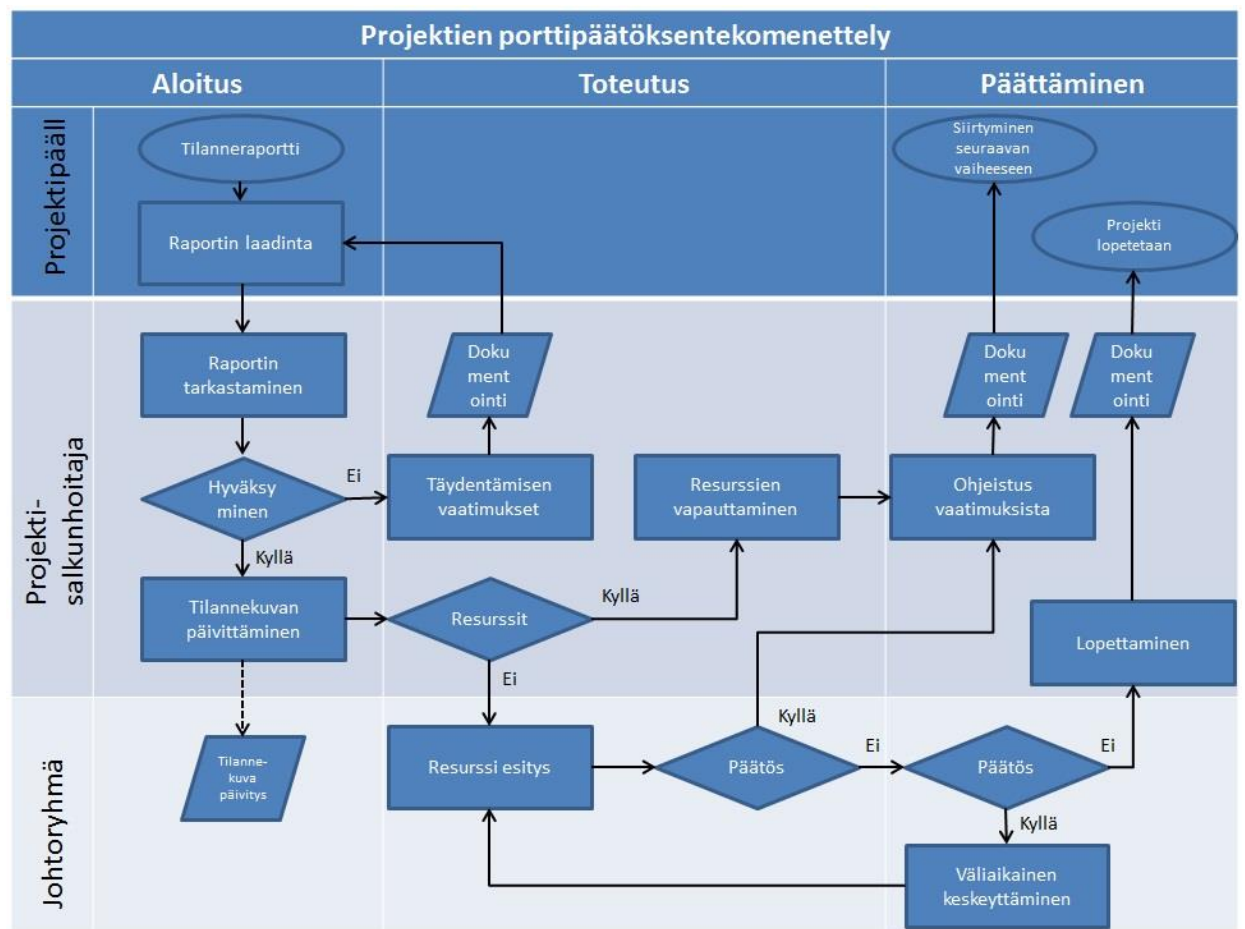 Projektien porttipäätöksentekomenettely
Aloitus
Toteutus
Päättäminen
Projektipääll
Tilanneraportti
Siirtyminen
seuraavan
vaiheeseen
Raportin laadinta
Projekti
lopetetaan
Projekti-
salkunhoitaja
Raportin
tarkastaminen
Doku
ment
ointi
Doku
ment
ointi
Doku
ment
ointi
Hyväksy
minen
Ei
Täydentämisen
vaatimukset
Resurssien
vapauttaminen
Ohjeistus
vaatimuksista
Kyllä
Tilannekuvan
päivittäminen
Resurssit
Kyllä
Lopettaminen
Ei
Johtoryhmä
Tilanne-
kuva
päivitys
Resurssi esitys
Kyllä
Päätös
Ei
Päätös
Ei
Kyllä
Väliaikainen
keskeyttäminen